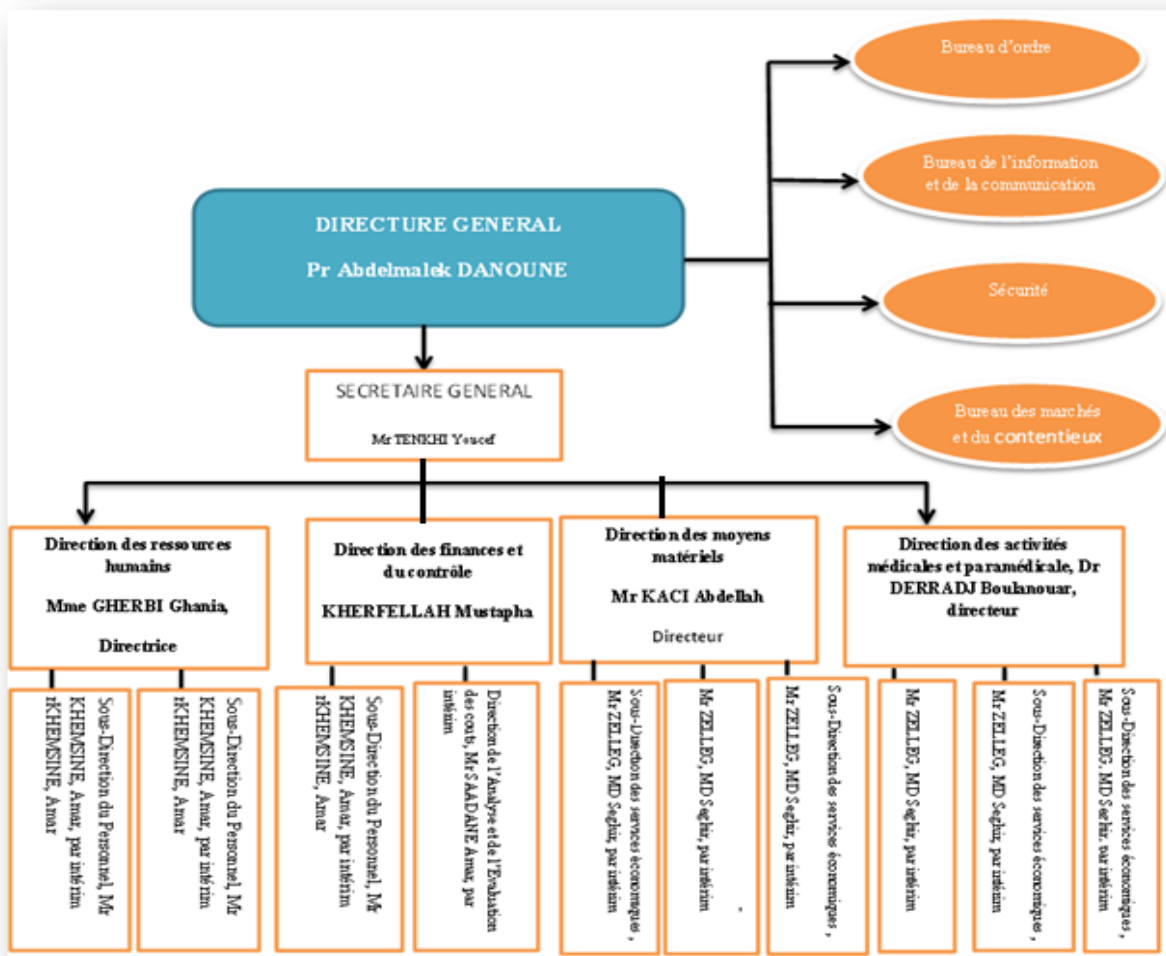 Bureau d'ordre
Bureau de l'information
et de la communication
DIRECTURE GENERAL
Pr Abdelmalek DANOUNE
Sécurité
SECRETAIRE GENERAL
Mr TENKHI Youcef
Bureau des marchés
et du contentieux
Direction des ressources
humains
Mme GHERBI Ghania,
Directrice
Direction des finances et
du contrôle
KHERFELLAH Mustapha
Direction des moyens
matériels
Mr KACI Abdellah
Directeur
Direction des activités
médicales et paramédicale, Dr
DERRADJ Boulanouar,
directeur
Sous-Direction du Personnel, Mr
KHEMSINE, Amar, par intérim
rKHEMSINE, Amar
Sous-Direction du Personnel, Mr
KHEMSINE, Amar, par intérim
rKHEMSINE, Amar
Sous-Direction du Personnel, Mr
KHEMSINE, Amar, par intérim
rKHEMSINE, Amar
Direction de l'Analyse et de l'Evaluation
des couts, Mr SAADANE Amar, par
intérim
Sous-Direction des services économiques,
Mr ZELLEG, MD Seghir, par intérim
Mr ZELLEG, MD Seghir, par intérim
Sous-Direction des services économiques,
Mr ZELLEG, MD Seghir, par intérim
Mr ZELLEG, MD Seghir, par intérim
Sous-Direction des services économiques,
Mr ZELLEG, MD Seghir, par intérim
Sous-Direction des services économiques,
Mr ZELLEG, MD Seghir, par intérim